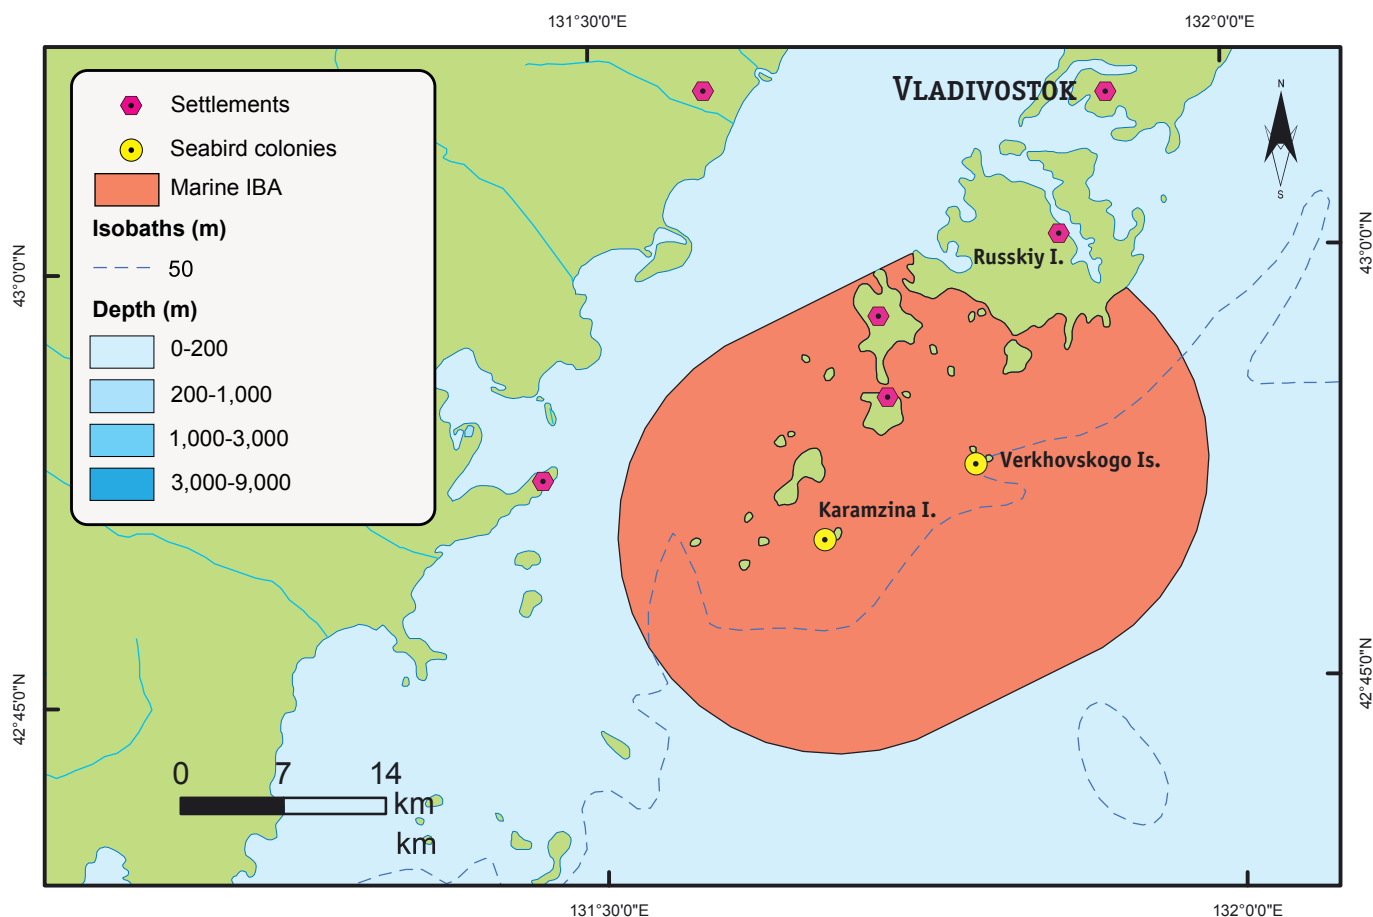 131°30'0"E
132°0'0"E
Settlements
Seabird colonies
Marine IBA
Isobaths (m)
50
Depth (m)
0-200
200-1,000
1,000-3,000
3,000-9,000
VLADIVOSTOK
N
S
Russkiy I.
43°0'0"N
43°0'0"N
Verkhovskogo Is.
Karamzina I.
42°45'0"N
42°45'0"N
0 7 14
km
km
131°30'0"E
132°0'0"E